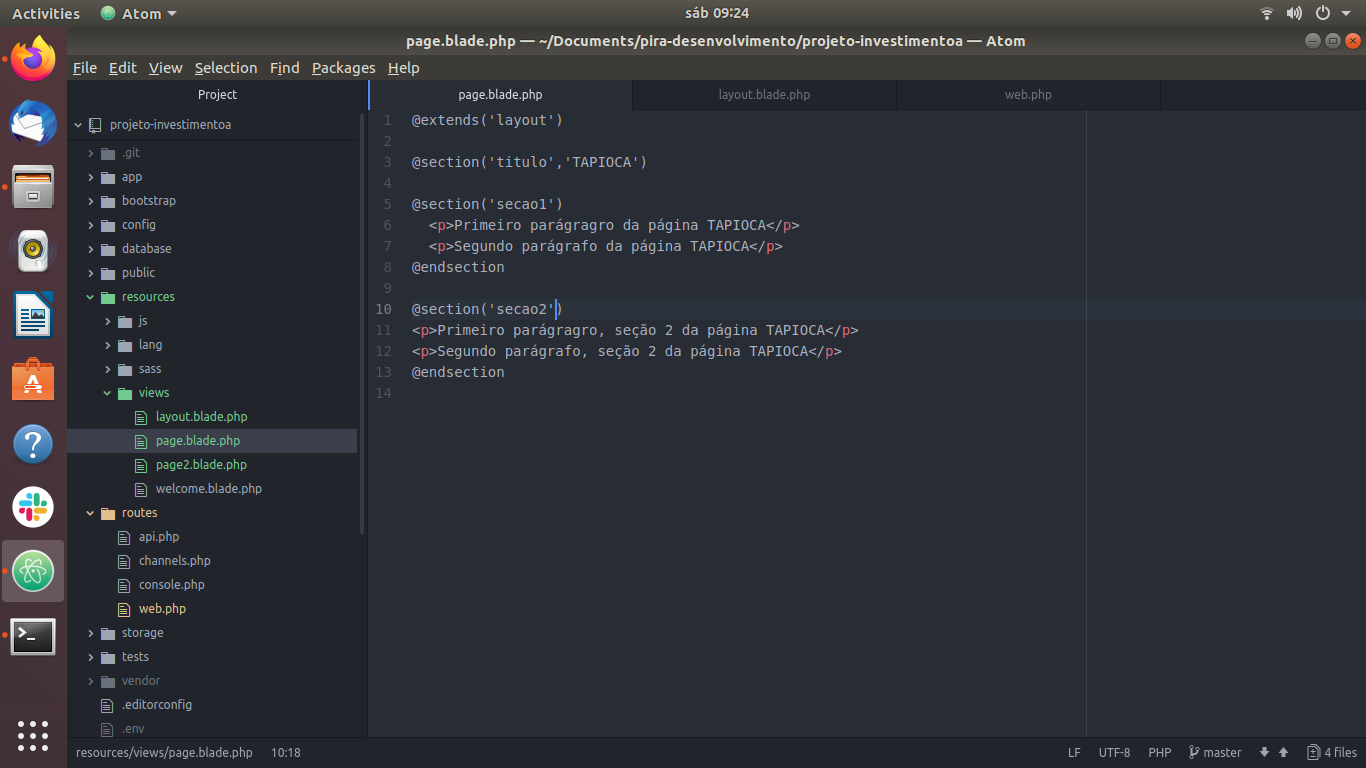 Activities
Atom
sáb 09:24
page.blade.php — ~/Documents/pira-desenvolvimento/projeto-investimentoa — Atom
File Edit View Selection Find Packages Help
Project
projeto-investimentoa
.git
app
bootstrap
config
database
public
resources
js
lang
sass
views
layout.blade.php
page.blade.php
page2.blade.php
welcome.blade.php
routes
api.php
channels.php
console.php
web.php
storage
tests
vendor
.editorconfig
.env
page.blade.php
layout.blade.php
web.php
1 @extends('layout')
2
3 @section('titulo','TAPIOCA')
4
5 @section('secao1')
6 <p>Primeiro parágragro da página TAPIOCA</p>
7 <p>Segundo parágrafo da página TAPIOCA</p>
8 @endsection
9
10 @section('secao2')
11 <p>Primeiro parágragro, seção 2 da página TAPIOCA</p>
12 <p>Segundo parágrafo, seção 2 da página TAPIOCA</p>
13 @endsection
14
resources/views/page.blade.php 10:18
LF UTF-8 PHP master 4 files